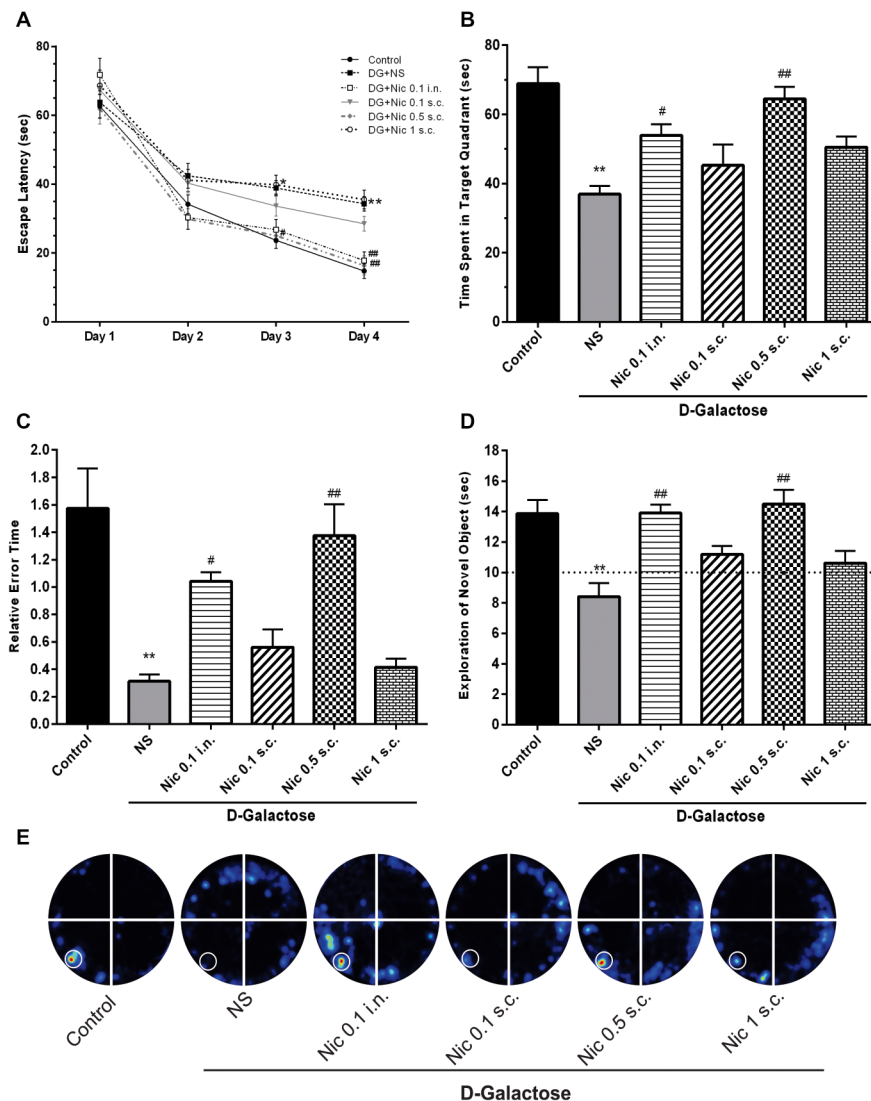 A
Escape Latency (sec)
80
60
40
20
0
Day 1
Day 2
Day 3
Day 4
Control
DG+NS
DG+Nic 0.1 i.n.
DG+Nic 0.1 s.c.
DG+Nic 0.5 s.c.
DG+Nic 1 s.c.
*
#
**
##
##
B
Time Spent in Target Quadrant (sec)
80
60
40
20
0
**
#
##
Control
NS
Nic 0.1 i.n.
Nic 0.1 s.c.
Nic 0.5 s.c.
Nic 1 s.c.
D-Galactose
C
Relative Error Time
2.0
1.8
1.6
1.4
1.2
1.0
0.8
0.6
0.4
0.2
0.0
**
#
##
Control
NS
Nic 0.1 i.n.
Nic 0.1 s.c.
Nic 0.5 s.c.
Nic 1 s.c.
D-Galactose
D
Exploration of Novel Object (sec)
18
16
14
12
10
8
6
4
2
0
**
##
##
Control
NS
Nic 0.1 i.n.
Nic 0.1 s.c.
Nic 0.5 s.c.
Nic 1 s.c.
D-Galactose
E
Control
NS
Nic 0.1 i.n.
Nic 0.1 s.c.
Nic 0.5 s.c.
Nic 1 s.c.
D-Galactose